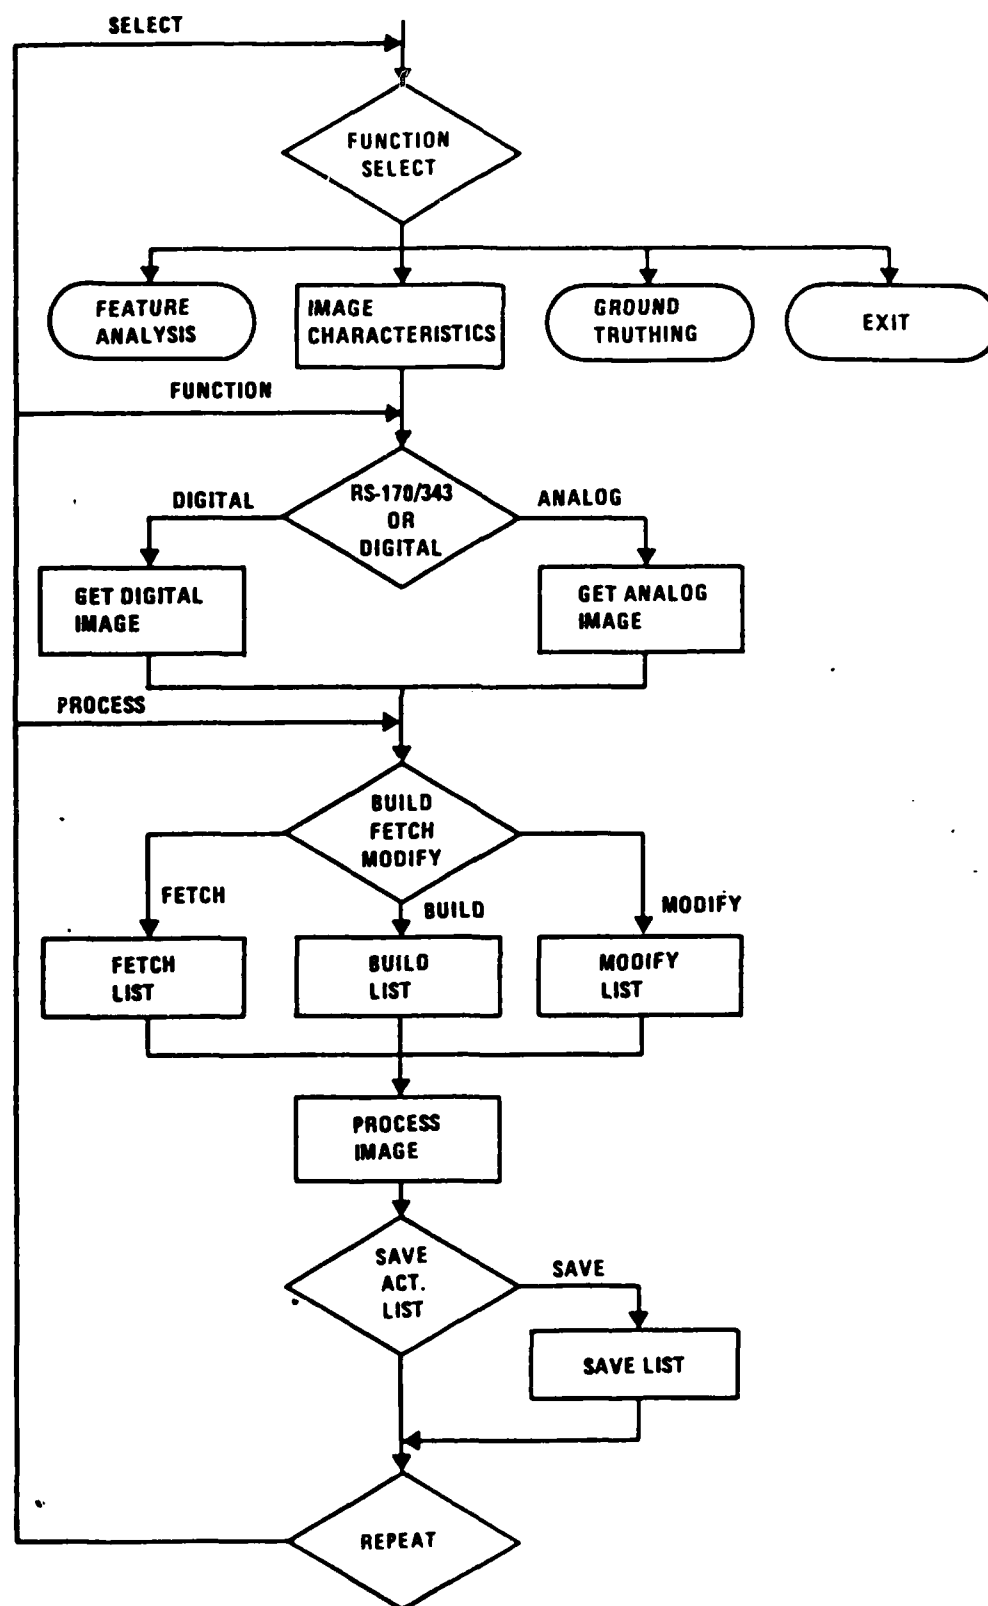 SELECT
FUNCTION
SELECT
FEATURE
ANALYSIS
IMAGE
CHARACTERISTICS
GROUND
TRUTHING
EXIT
FUNCTION
DIGITAL
RS-170/343
OR
DIGITAL
ANALOG
GET DIGITAL
IMAGE
GET ANALOG
IMAGE
PROCESS
BUILD
FETCH
MODIFY
FETCH
BUILD
MODIFY
FETCH
LIST
BUILD
LIST
MODIFY
LIST
PROCESS
IMAGE
SAVE
ACT.
LIST
SAVE
SAVE LIST
REPEAT